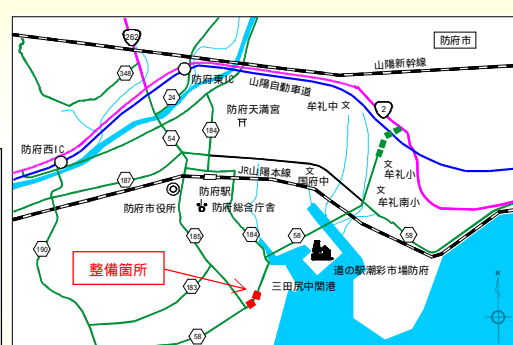 262
防府市
山陽新幹線
348
防府東IC
山陽自動車道
24
2
防府天満宮
牟礼中
文
54
184
防府西IC
JR山陽本線
文
国府中
文
牟礼小
187
防府駅
文
牟礼南小
防府市役所
防府総合庁舎
190
185
184
58
58
整備箇所
道の駅潮彩市場防府
183
三田尻中関港
58